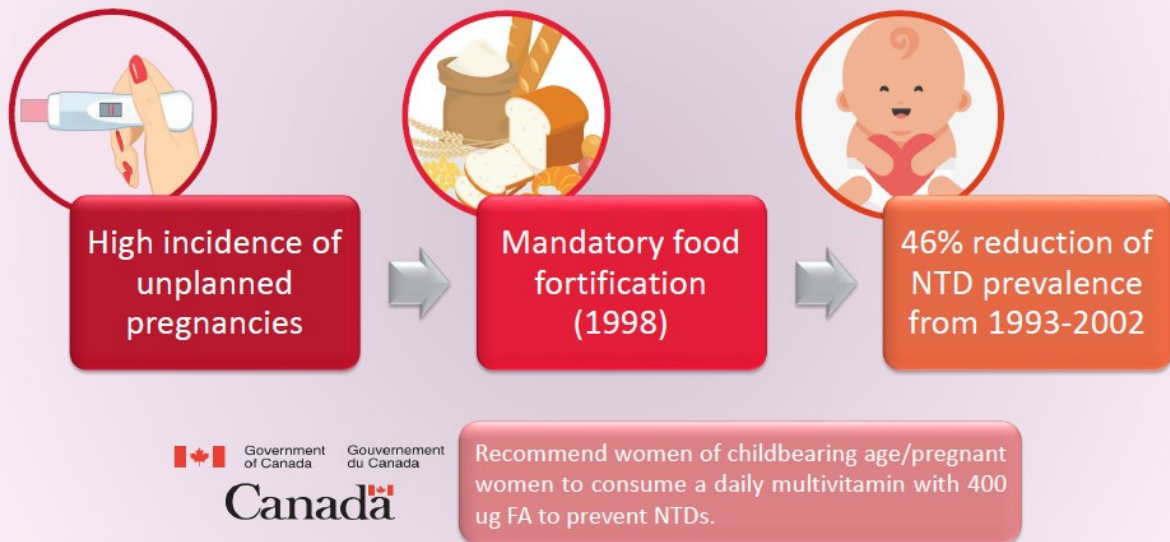 High incidence of
unplanned
pregnancies
Mandatory food
fortification
(1998)
46% reduction of
NTD prevalence
from 1993-2002
Government
of Canada
Gouvernement
du Canada
Canada
Recommend women of childbearing age/pregnant
women to consume a daily multivitamin with 400
ug FA to prevent NTDs.